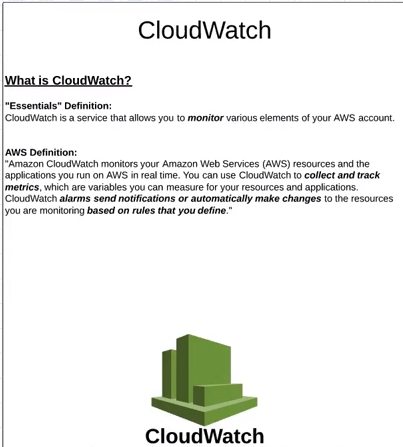 CloudWatch
What is CloudWatch?
"Essentials" Definition:
CloudWatch is a service that allows you to monitor various elements of your AWS account.
AWS Definition:
"Amazon CloudWatch monitors your Amazon Web Services (AWS) resources and the
applications you run on AWS in real time. You can use CloudWatch to collect and track
metrics, which are variables you can measure for your resources and applications.
CloudWatch alarms send notifications or automatically make changes to the resources
you are monitoring based on rules that you define."
CloudWatch